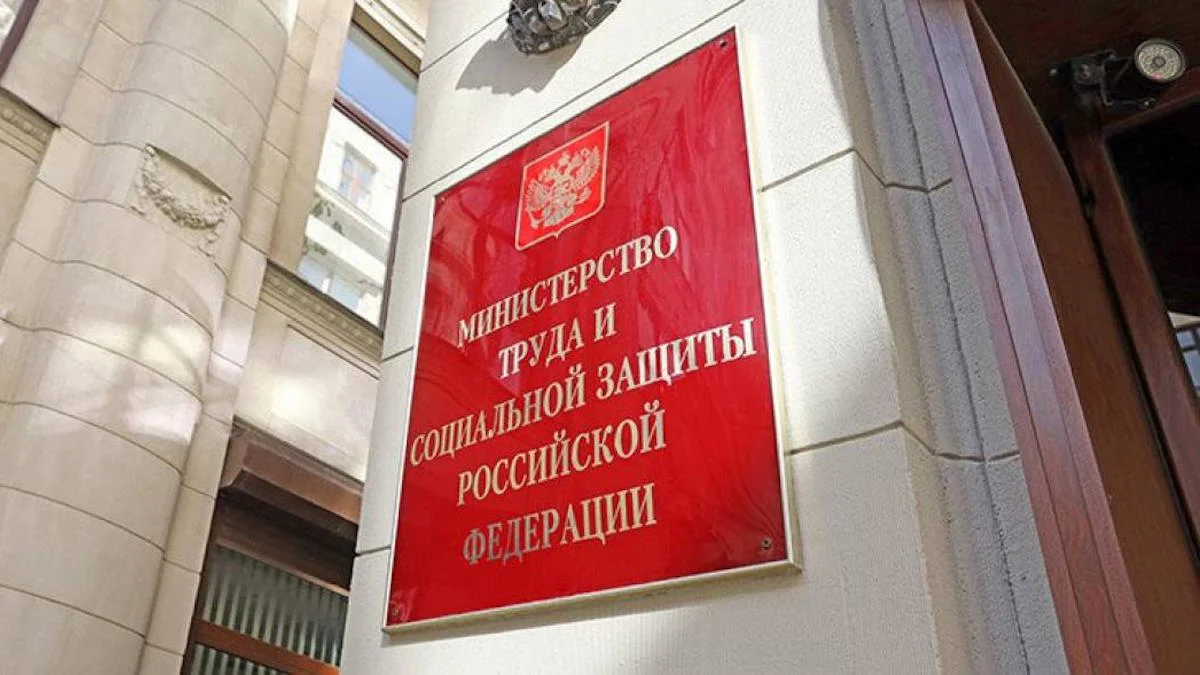 МИНИСТЕРСТВО
ТРУДА И
СОЦИАЛЬНОЙ ЗАЩИТЫ
РОССИЙСКОЙ
ФЕДЕРАЦИИ